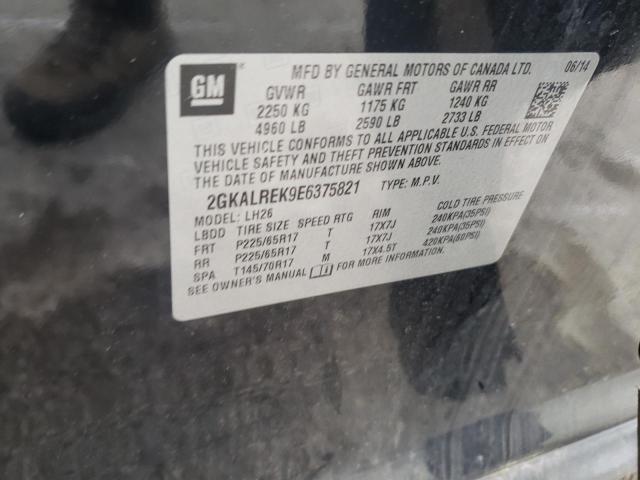 GM
MFD BY GENERAL MOTORS OF CANADA LTD. 06/14
GVWR GAWR FRT GAWR RR
2250 KG 1175 KG 1240 KG
4960 LB 2590 LB 2733 LB
THIS VEHICLE CONFORMS TO ALL APPLICABLE U.S. FEDERAL MOTOR
VEHICLE SAFETY AND THEFT PREVENTION STANDARDS IN EFFECT ON
THE DATE OF MANUFACTURE SHOWN ABOVE.
2GKALREK9E6375821 TYPE: M.P.V.
MODEL: LH26
LBDD TIRE SIZE SPEED RTG RIM COLD TIRE PRESSURE
FRT P225/65R17 T 17X7J 240KPA(35PSI)
RR P225/65R17 T 17X7J 240KPA(35PSI)
SPA T145/70R17 M 17X4.5T 420KPA(60PSI)
SEE OWNER'S MANUAL FOR MORE INFORMATION.